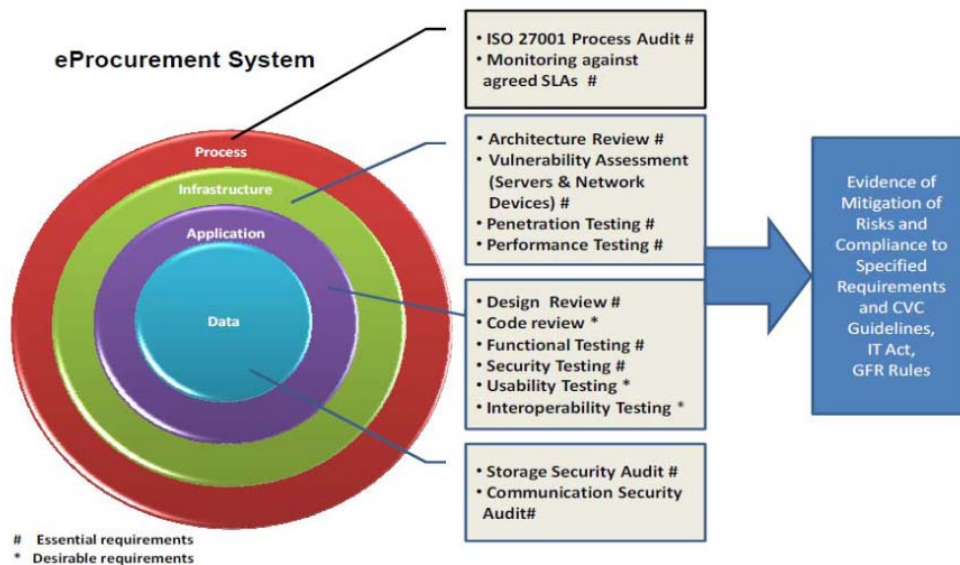 eProcurement System
Process
Infrastructure
Application
Data
• ISO 27001 Process Audit #
• Monitoring against
agreed SLAs #
• Architecture Review #
• Vulnerability Assessment
(Servers & Network
Devices) #
• Penetration Testing #
• Performance Testing #
• Design Review #
• Code review *
• Functional Testing #
• Security Testing #
• Usability Testing *
• Interoperability Testing *
• Storage Security Audit #
• Communication Security
Audit#
Evidence of
Mitigation of
Risks and
Compliance to
Specified
Requirements
and CVC
Guidelines,
IT Act,
GFR Rules
# Essential requirements
* Desirable requirements